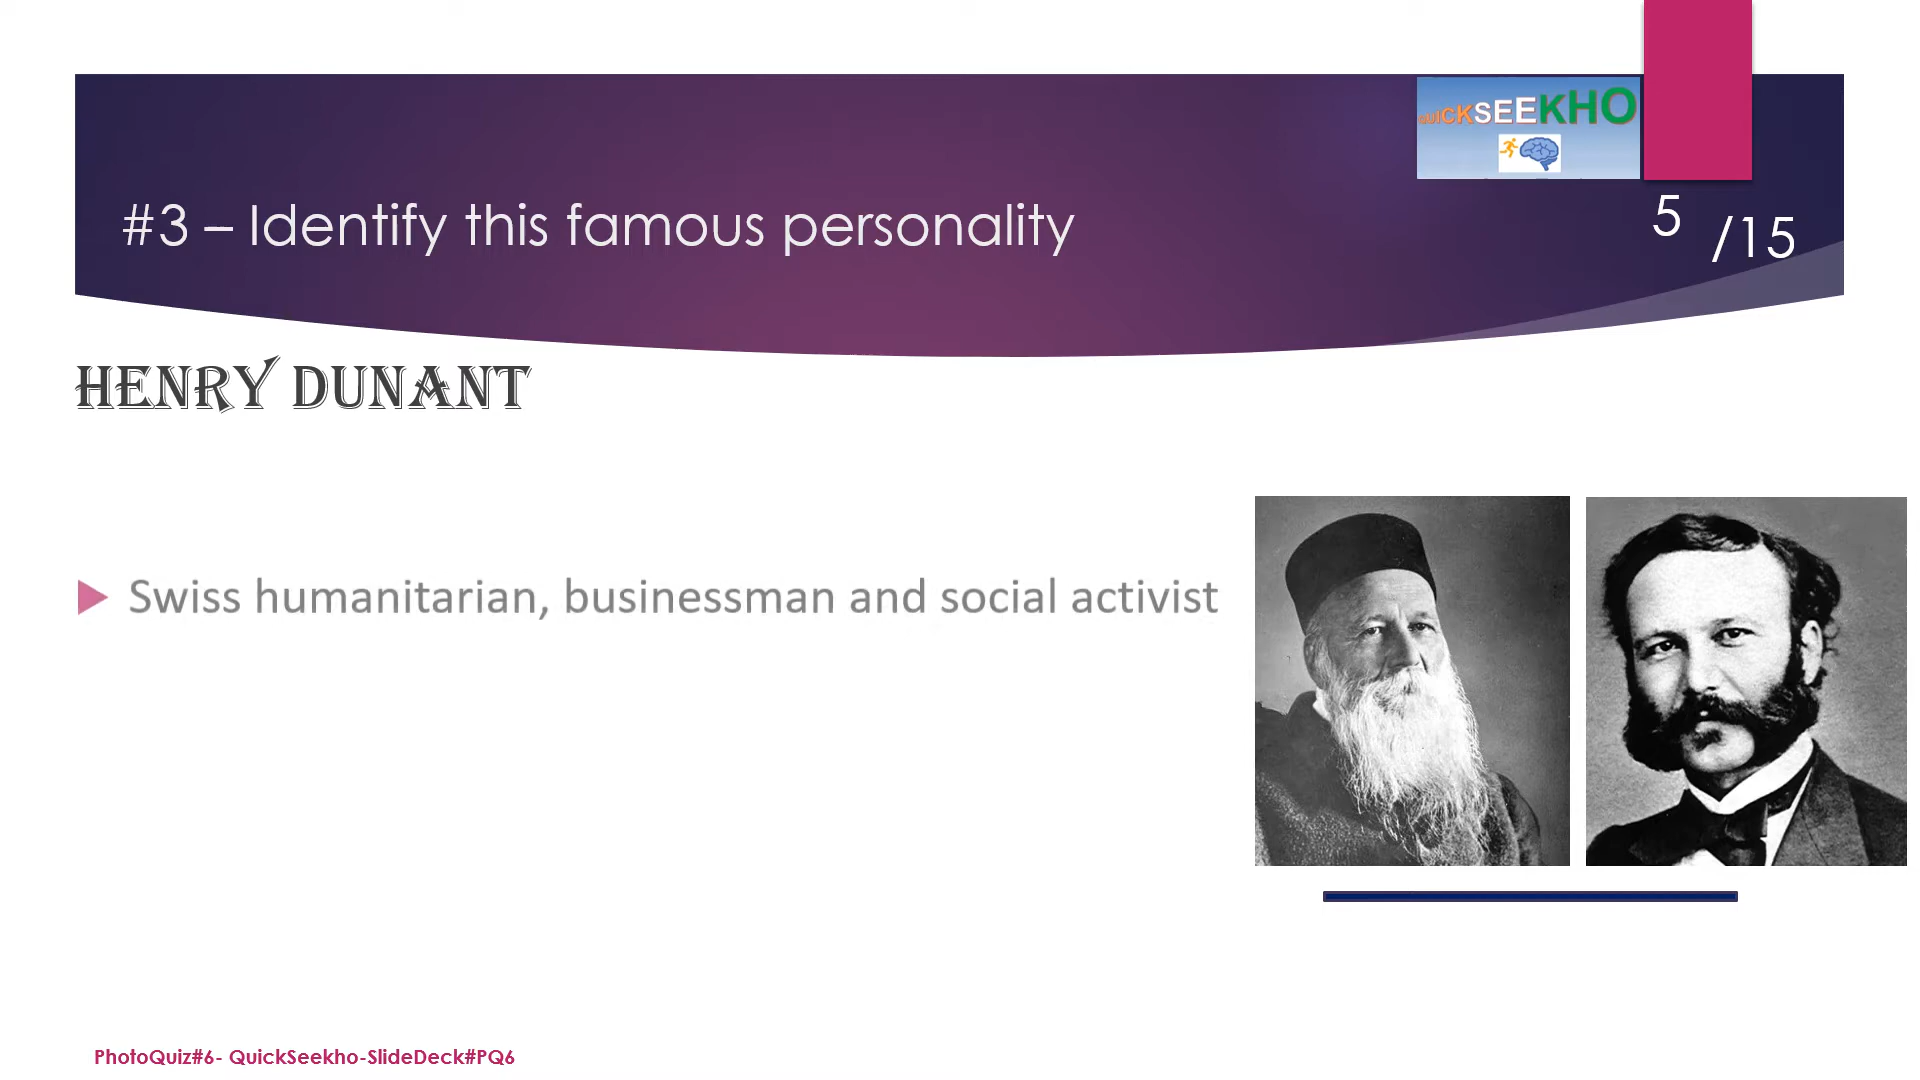 QUICKSEEKHO
#3 – Identify this famous personality
5 /15
HENRY DUNANT
Swiss humanitarian, businessman and social activist
PhotoQuiz#6- QuickSeekho-SlideDeck#PQ6